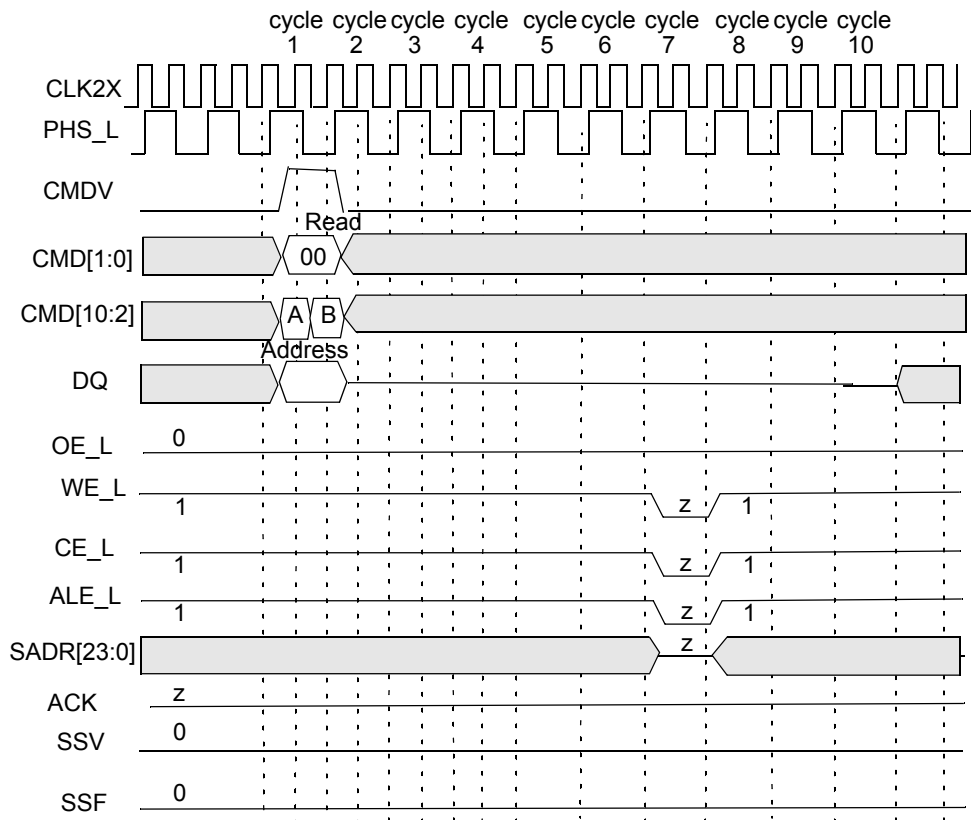 cycle cycle cycle cycle cycle cycle cycle cycle cycle cycle
1 2 3 4 5 6 7 8 9 10
CLK2X
PHS_L
CMDV
Read
CMD[1:0] 00
CMD[10:2] A B
Address
DQ
OE_L 0
WE_L 1 z 1
CE_L 1 z 1
ALE_L 1 z 1
SADR[23:0] z
ACK z
SSV 0
SSF 0